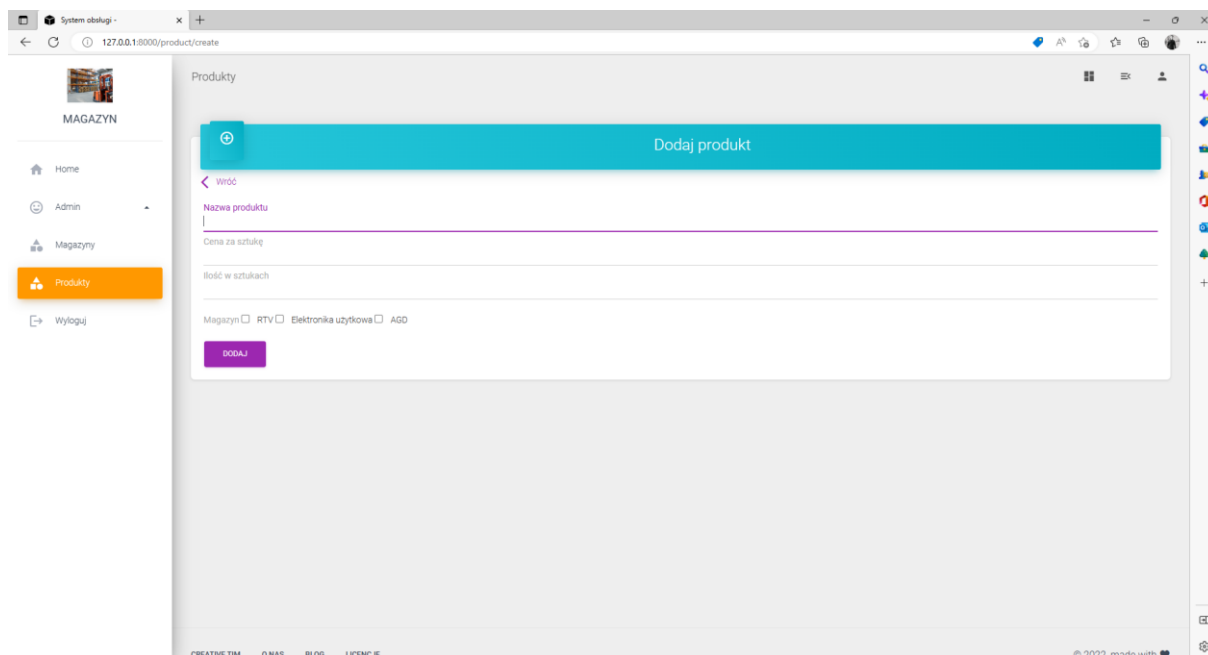 System obsługi -
127.0.0.1:8000/product/create
MAGAZYN
Home
Admin
Magazyny
Produkty
Wyloguj
Produkty
Dodaj produkt
Wróć
Nazwa produktu
Cena za sztukę
Ilość w sztukach
Magazyn RTV Elektronika użytkowa AGD
DODAJ
CREATIVE TIM O NAS BLOG LICENCJE
© 2022, made with